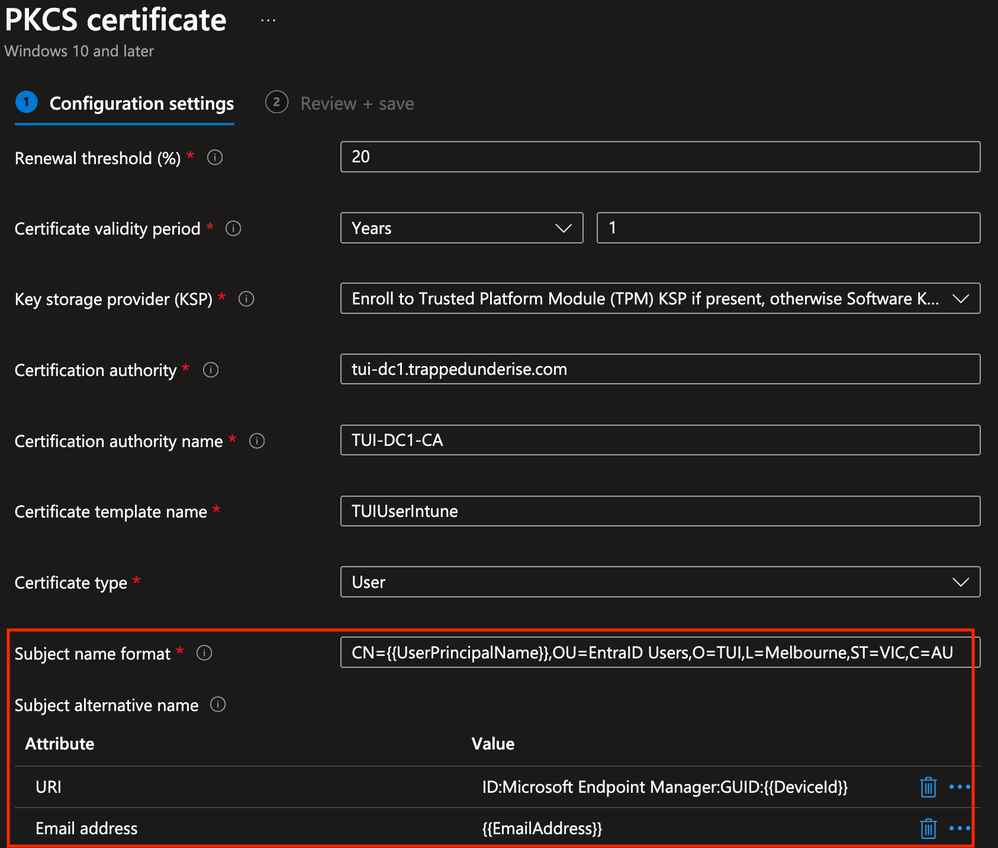 PKCS certificate ...
Windows 10 and later
1 Configuration settings 2 Review + save
Renewal threshold (%) * 20
Certificate validity period * Years 1
Key storage provider (KSP) * Enroll to Trusted Platform Module (TPM) KSP if present, otherwise Software K...
Certification authority * tui-dc1.trappedunderise.com
Certification authority name * TUI-DC1-CA
Certificate template name * TUIUserIntune
Certificate type * User
Subject name format * CN={{UserPrincipalName}},OU=EntraID Users,O=TUI,L=Melbourne,ST=VIC,C=AU
Subject alternative name
Attribute Value
URI ID:Microsoft Endpoint Manager:GUID:{{DeviceId}}
Email address {{EmailAddress}}